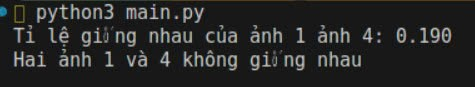 python3 main.py
Tỉ lệ giống nhau của ảnh 1 ảnh 4: 0.190
Hai ảnh 1 và 4 không giống nhau